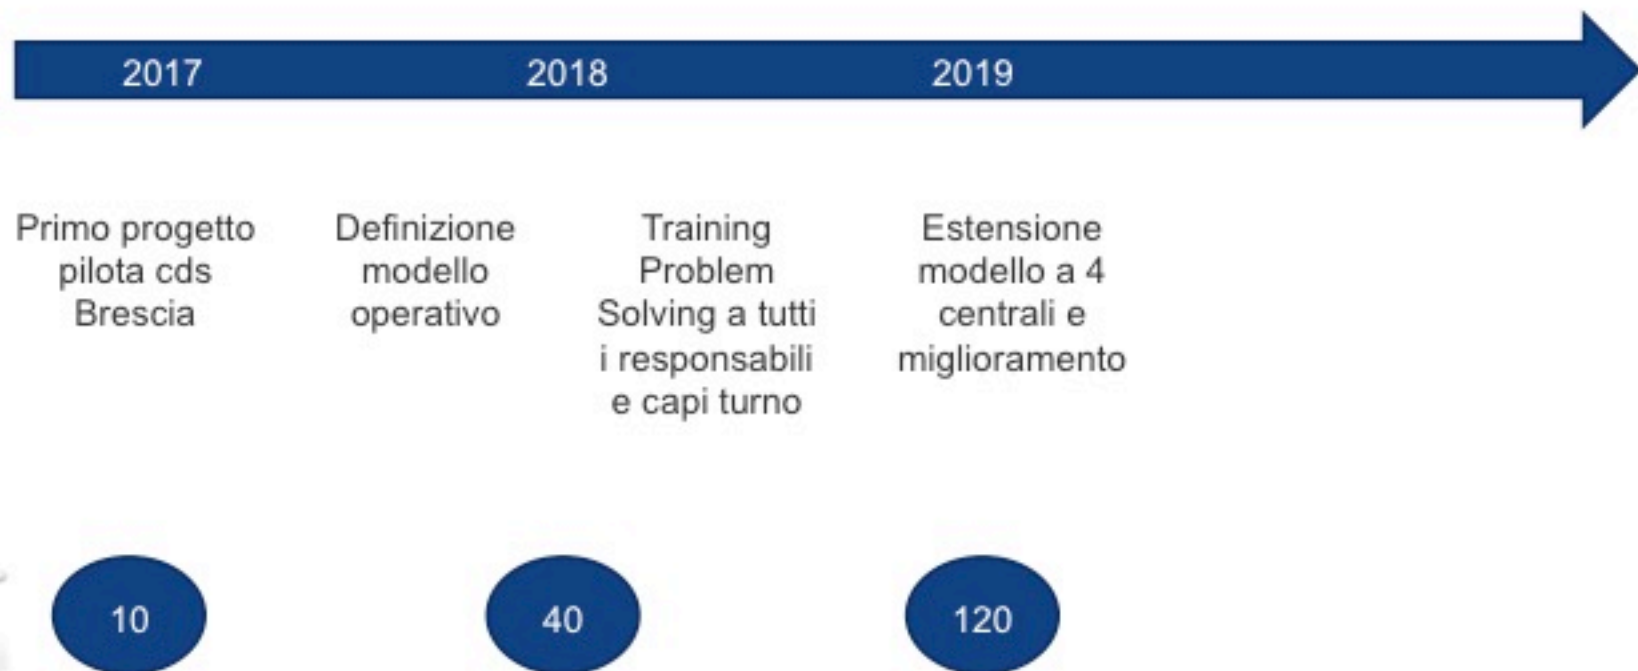 2017
2018
2019
Primo progetto
pilota cds
Brescia
Definizione
modello
operativo
Training
Problem
Solving a tutti
i responsabili
e capi turno
Estensione
modello a 4
centrali e
miglioramento
10
40
120